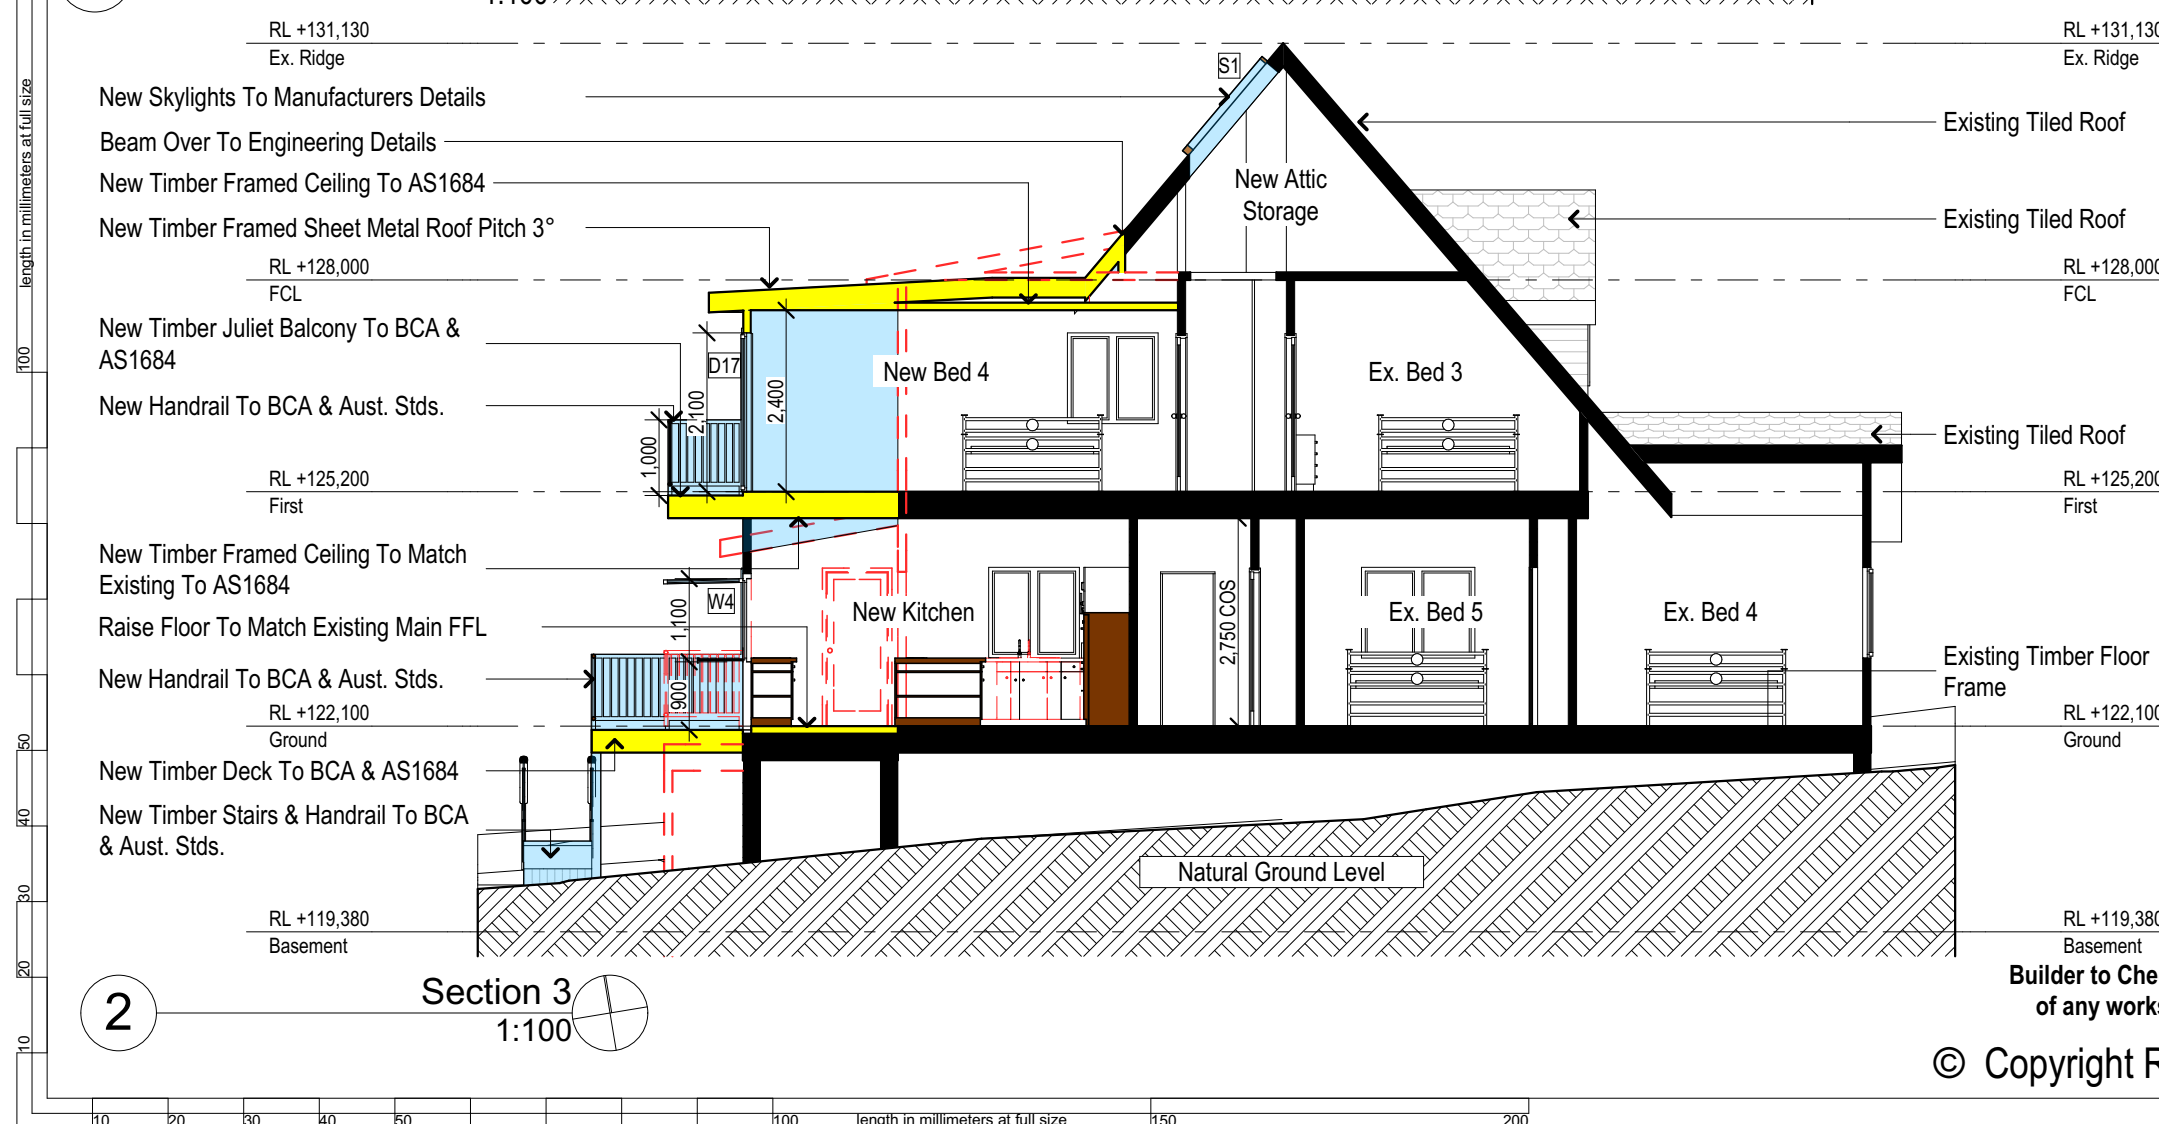 1:100
RL +131,130
Ex. Ridge
RL +131,130
Ex. Ridge
S1
New Skylights To Manufacturers Details
Existing Tiled Roof
Beam Over To Engineering Details
New Timber Framed Ceiling To AS1684
New Attic
Storage
New Timber Framed Sheet Metal Roof Pitch 3°
Existing Tiled Roof
RL +128,000
FCL
RL +128,000
FCL
New Timber Juliet Balcony To BCA &
AS1684
D17
New Bed 4
Ex. Bed 3
2,100
2,400
New Handrail To BCA & Aust. Stds.
Existing Tiled Roof
1,000
RL +125,200
First
RL +125,200
First
New Timber Framed Ceiling To Match
Existing To AS1684
W4
1,100
New Kitchen
2,750 COS
Ex. Bed 5
Ex. Bed 4
Raise Floor To Match Existing Main FFL
Existing Timber Floor
Frame
New Handrail To BCA & Aust. Stds.
900
RL +122,100
Ground
RL +122,100
Ground
New Timber Deck To BCA & AS1684
New Timber Stairs & Handrail To BCA
& Aust. Stds.
Natural Ground Level
RL +119,380
Basement
RL +119,380
Basement
Builder to Che
of any works
2
Section 3
1:100
© Copyright R
length in millimeters at full size
100
50
40
30
20
10
10
20
30
40
50
100
length in millimeters at full size
150
200